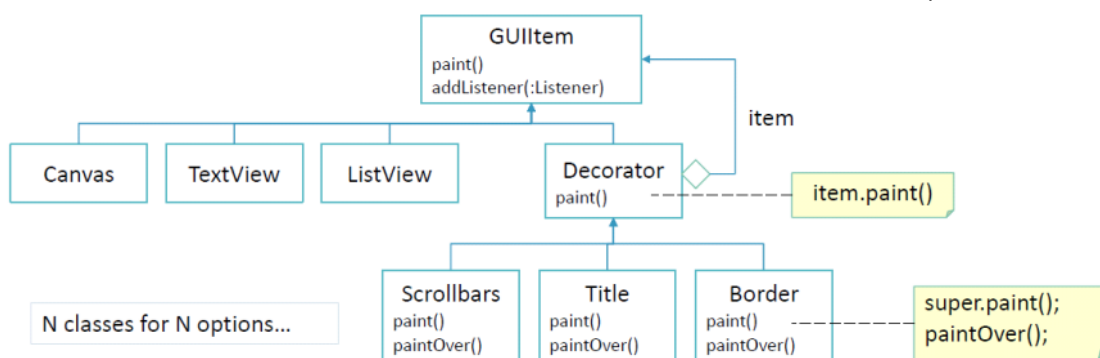 GUIItem
paint()
addListener(:Listener)
item
Canvas
TextView
ListView
Decorator
paint()
item.paint()
Scrollbars
paint()
paintOver()
Title
paint()
paintOver()
Border
paint()
paintOver()
super.paint();
paintOver();
N classes for N options...